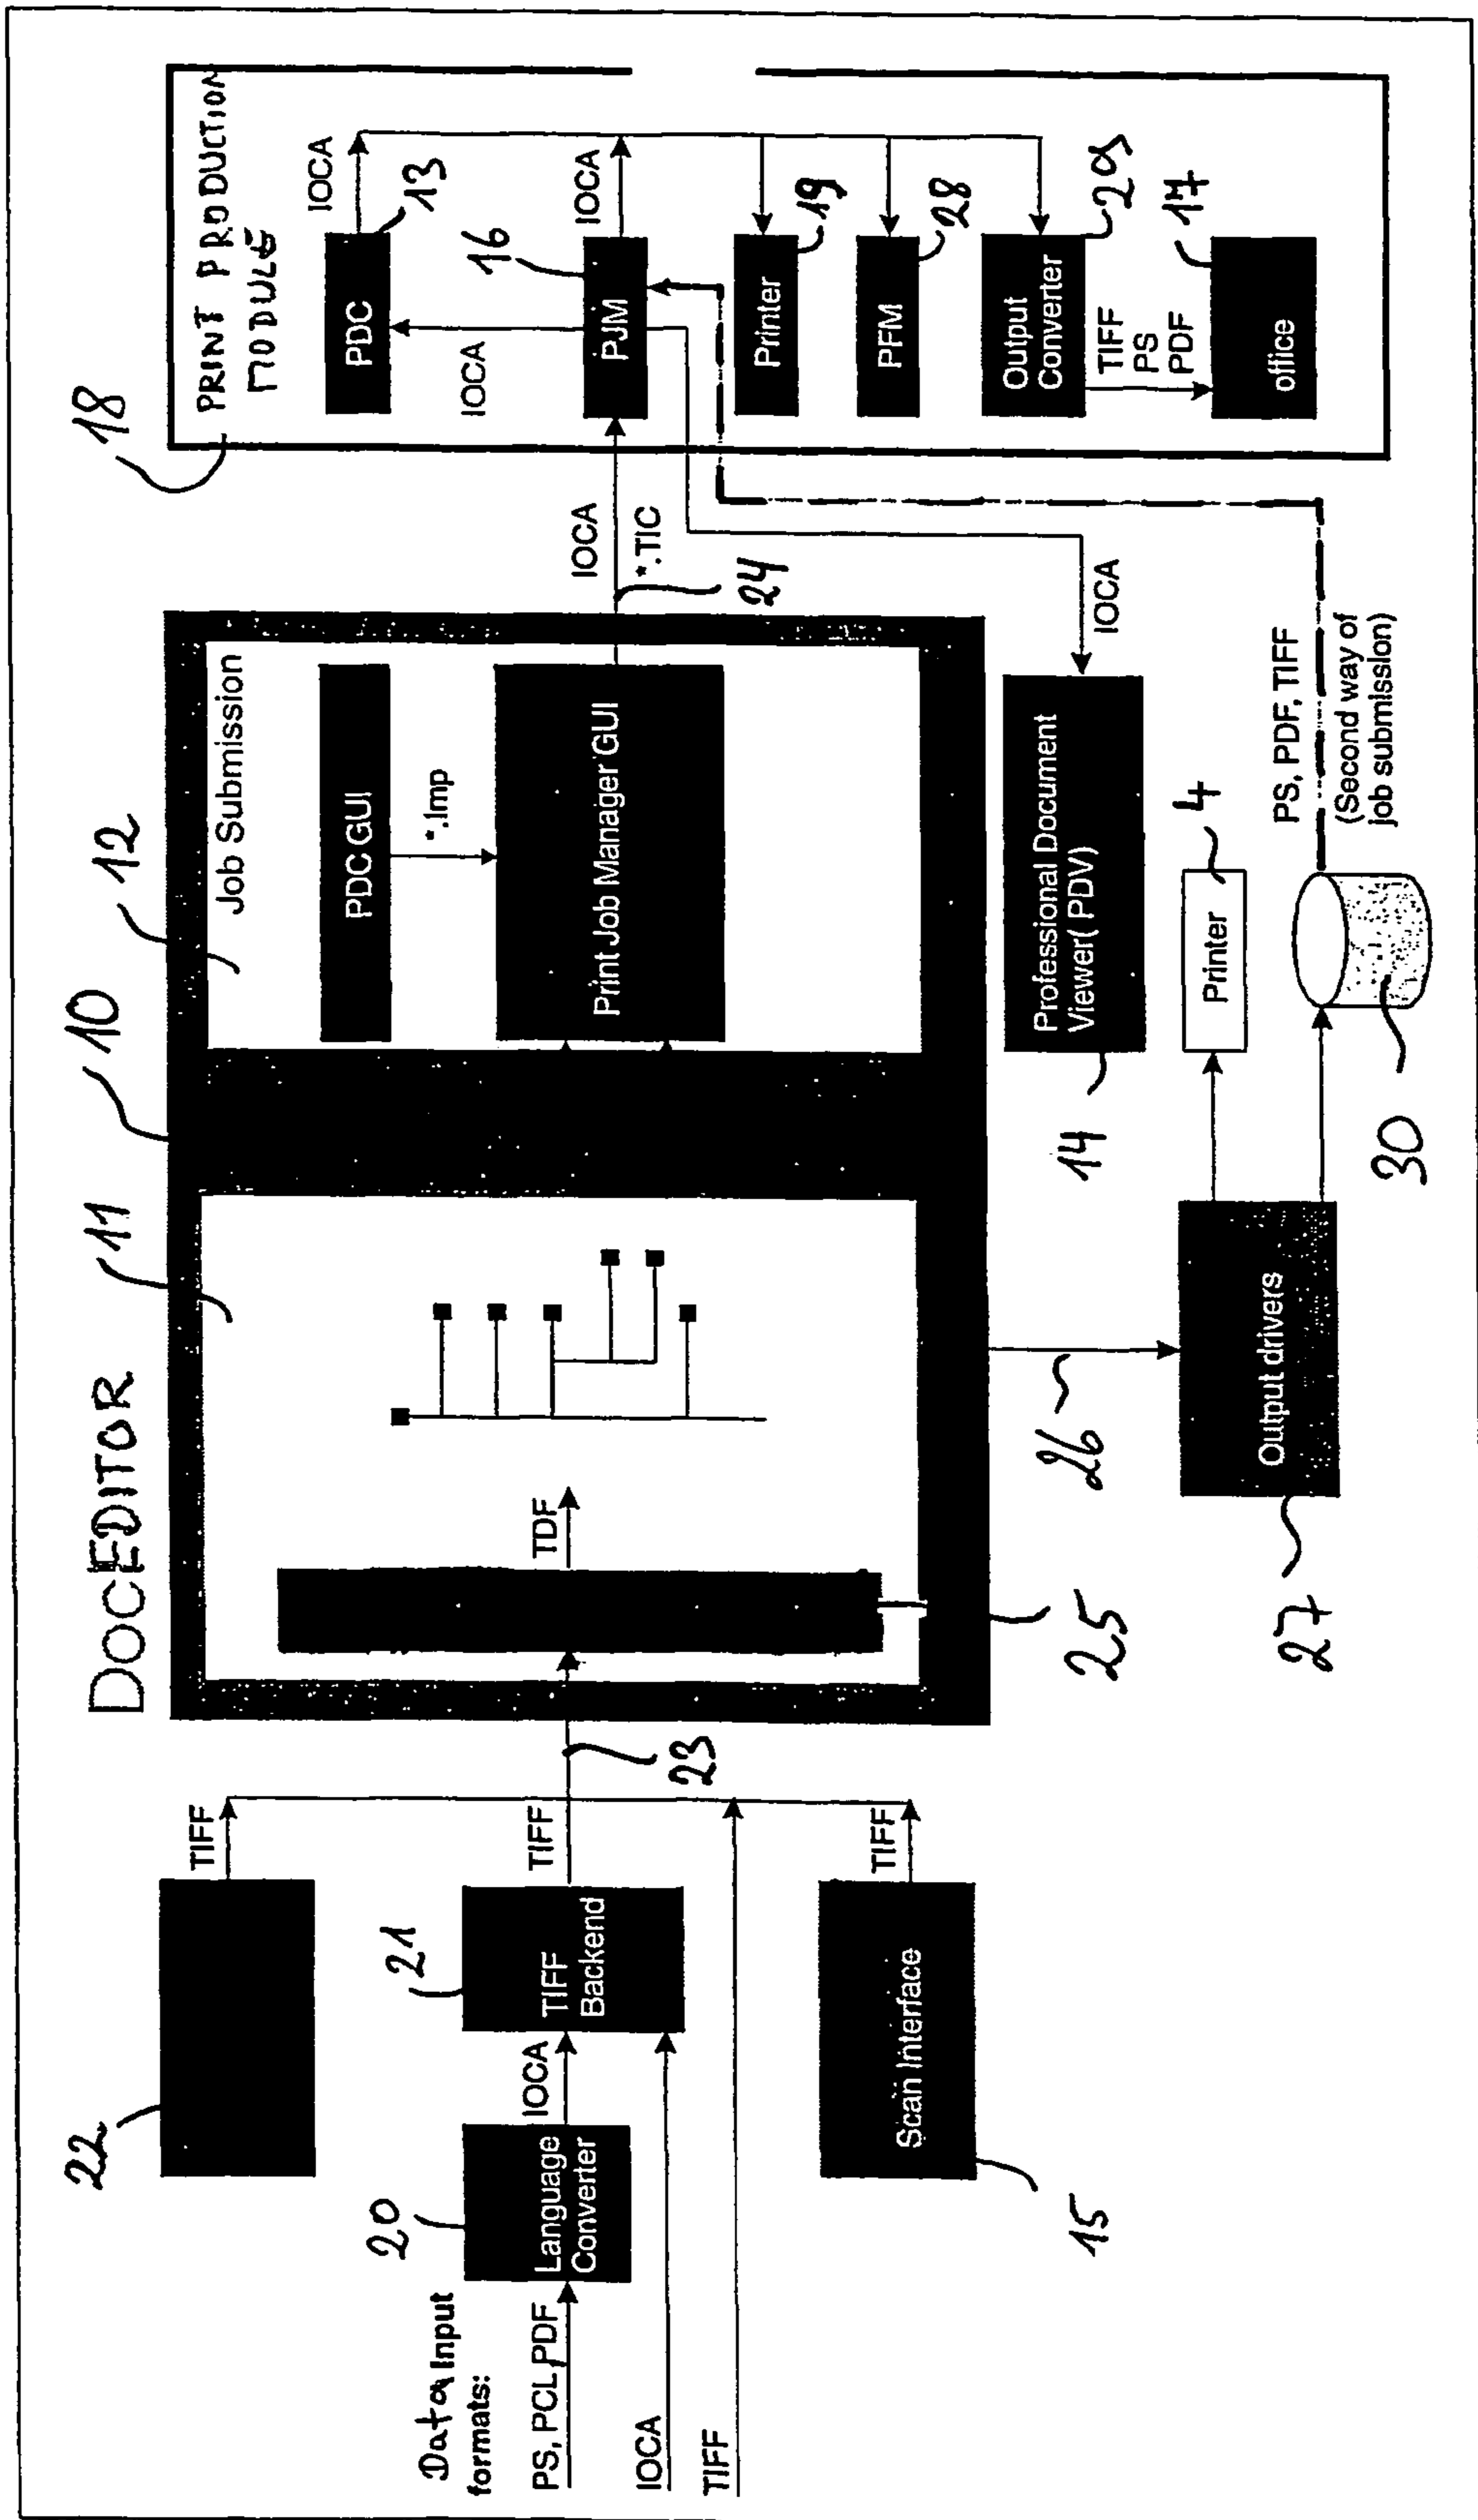 DOCEDITOR
10
11
12
18
PRINT PRODUCTION
MODULE
22
TIFF
Data Input
formats:
PS, PCL, PDF
20
Language
Converter
IOCA
21
TIFF
Backend
TIFF
IOCA
TIFF
Scan Interface
15
TIFF
23
25
TDF
Job Submission
PDC GUI
*.Imp
Print Job Manager GUI
IOCA
*.TIC
24
26
Output drivers
27
Professional Document
Viewer( PDV)
14
IOCA
Printer
4
30
PS, PDF, TIFF
(Second way of
job submission)
PDC
IOCA
13
IOCA
PJM
16
IOCA
Printer
19
PFM
28
Output
Converter
29
TIFF
PS
PDF
office
17